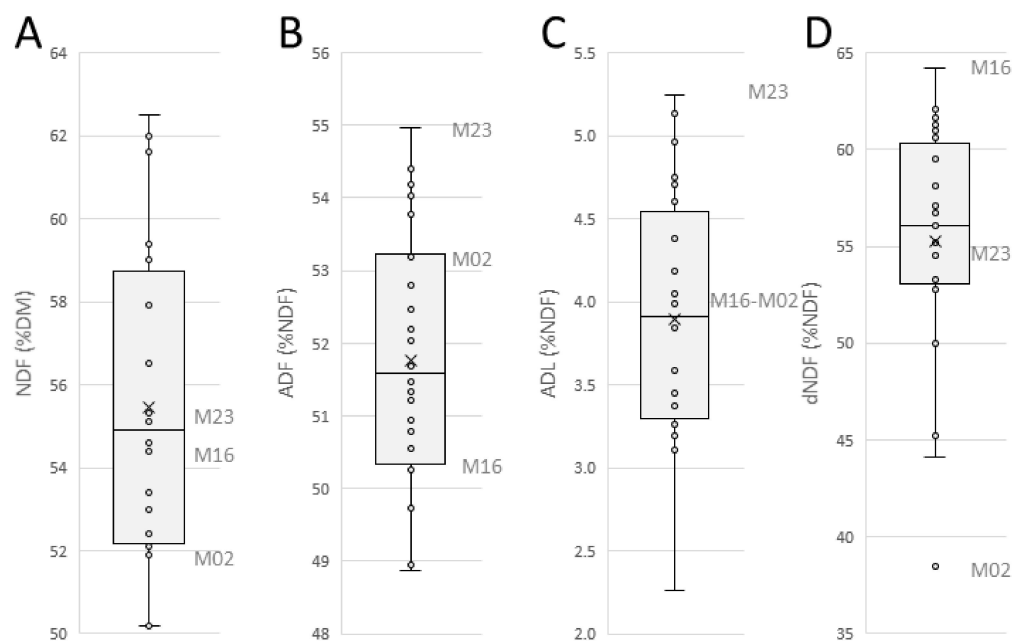 A
NDF (%DM)
64
62
60
58
56
54
52
50
M23
M16
M02
B
ADF (%NDF)
56
55
54
53
52
51
50
49
48
M23
M02
M16
C
ADL (%NDF)
5.5
5.0
4.5
4.0
3.5
3.0
2.5
2.0
M23
M16-M02
D
dNDF (%NDF)
65
60
55
50
45
40
35
M16
M23
M02